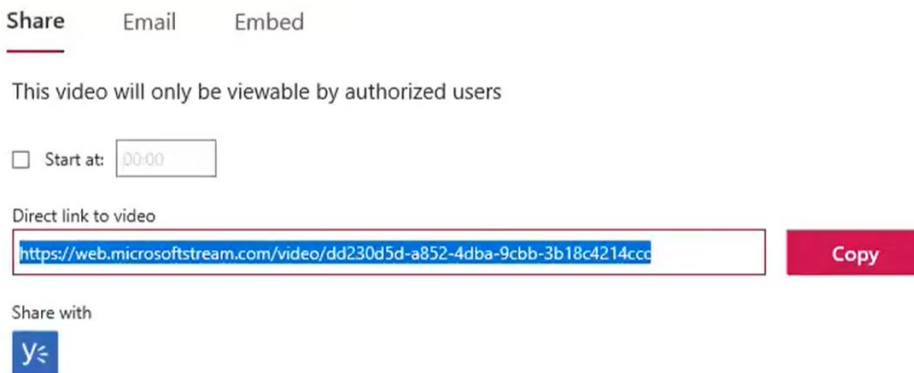 Share Email Embed
This video will only be viewable by authorized users
Start at: 00:00
Direct link to video
https://web.microsoftstream.com/video/dd230d5d-a852-4dba-9cbb-3b18c4214ccc
Copy
Share with
y